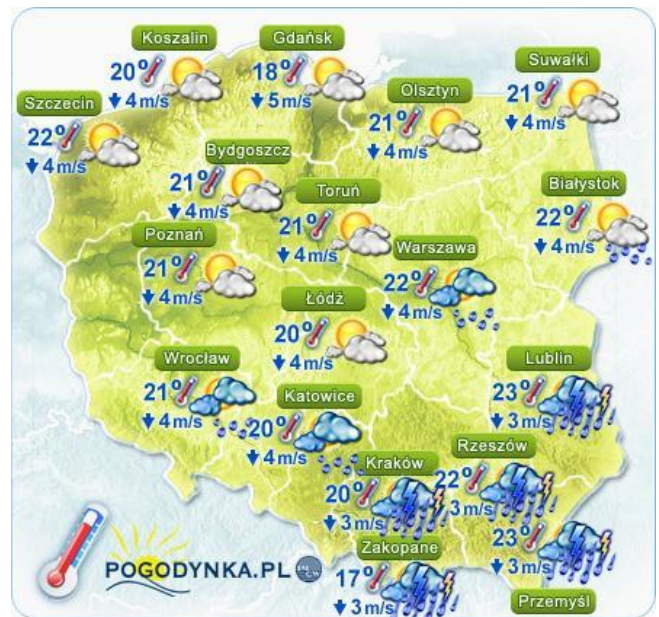 Koszalin
20°
4 m/s
Gdańsk
18°
5 m/s
Suwałki
21°
4 m/s
Szczecin
22°
4 m/s
Olsztyn
21°
4 m/s
Bydgoszcz
21°
4 m/s
Toruń
21°
4 m/s
Białystok
22°
4 m/s
Poznań
21°
4 m/s
Warszawa
22°
4 m/s
Łódź
20°
4 m/s
Wrocław
21°
4 m/s
Katowice
20°
4 m/s
Lublin
23°
3 m/s
Kraków
20°
3 m/s
Rzeszów
22°
3 m/s
Zakopane
17°
3 m/s
23°
3 m/s
Przemyśl
POGODYNKA.PL